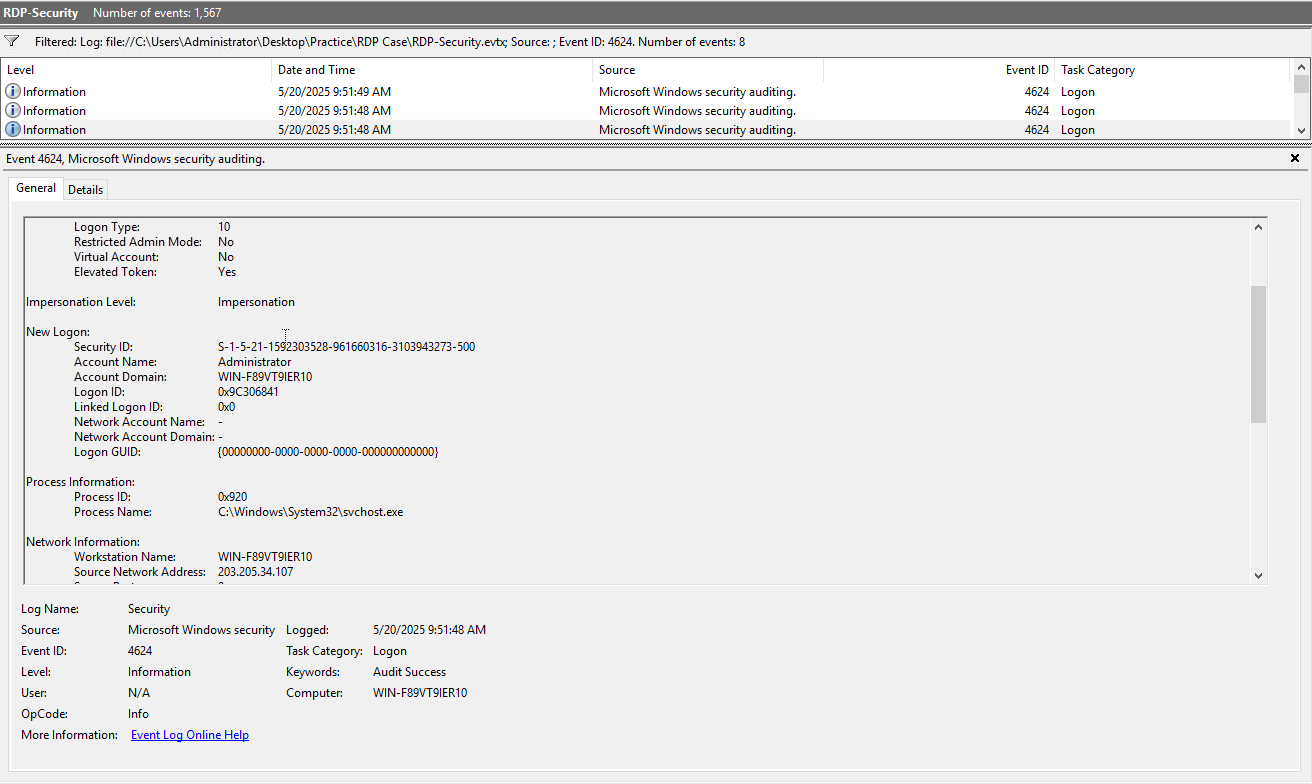 RDP-Security Number of events: 1,567
Filtered: Log: file://C:\Users\Administrator\Desktop\Practice\RDP Case\RDP-Security.evtx; Source: ; Event ID: 4624. Number of events: 8
Level Date and Time Source Event ID Task Category
Information 5/20/2025 9:51:49 AM Microsoft Windows security auditing. 4624 Logon
Information 5/20/2025 9:51:48 AM Microsoft Windows security auditing. 4624 Logon
Information 5/20/2025 9:51:48 AM Microsoft Windows security auditing. 4624 Logon
Event 4624, Microsoft Windows security auditing.
General Details
Logon Type: 10
Restricted Admin Mode: No
Virtual Account: No
Elevated Token: Yes
Impersonation Level: Impersonation
New Logon:
Security ID: S-1-5-21-1592303528-961660316-3103943273-500
Account Name: Administrator
Account Domain: WIN-F89VT9IER10
Logon ID: 0x9C306841
Linked Logon ID: 0x0
Network Account Name: -
Network Account Domain: -
Logon GUID: {00000000-0000-0000-0000-000000000000}
Process Information:
Process ID: 0x920
Process Name: C:\Windows\System32\svchost.exe
Network Information:
Workstation Name: WIN-F89VT9IER10
Source Network Address: 203.205.34.107
Log Name: Security
Source: Microsoft Windows security Logged: 5/20/2025 9:51:48 AM
Event ID: 4624 Task Category: Logon
Level: Information Keywords: Audit Success
User: N/A Computer: WIN-F89VT9IER10
OpCode: Info
More Information: Event Log Online Help